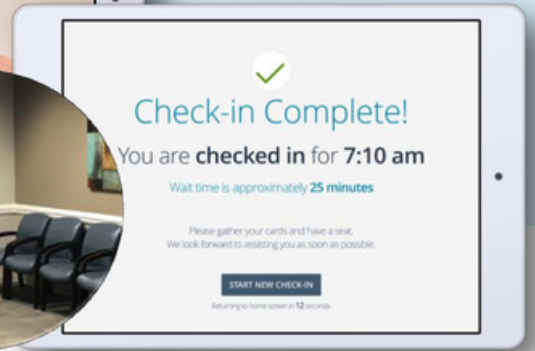 Check-in Complete!
You are checked in for 7:10 am
Wait time is approximately 25 minutes
Please gather your cards and have a seat.
We look forward to assisting you as soon as possible.
START NEW CHECK-IN
Returning to home screen in 12 seconds